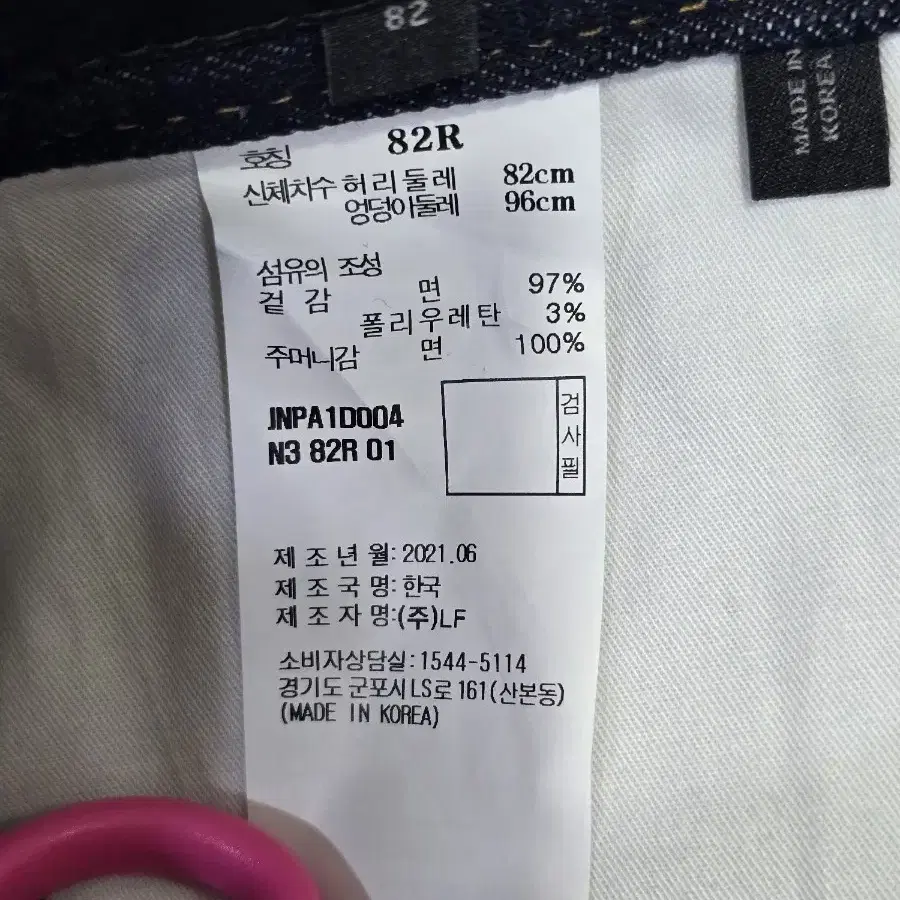 82
MADE IN
KOREA
호칭 82R
신체치수 허리둘레 82cm
엉덩이둘레 96cm
섬유의 조성
겉 감 면 97%
폴리우레탄 3%
주머니감 면 100%
JNPA1D004
N3 82R 01
검
사
필
제 조 년 월: 2021.06
제 조 국 명: 한국
제 조 자 명:(주)LF
소비자상담실:1544-5114
경기도 군포시 LS로 161(산본동)
(MADE IN KOREA)